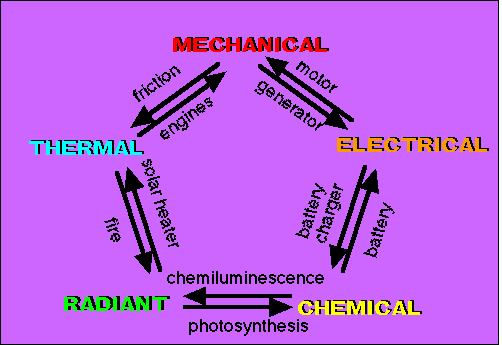 MECHANICAL
friction
engines
motor
generator
THERMAL
ELECTRICAL
fire
solar heater
battery
charger
battery
chemiluminescence
RADIANT
CHEMICAL
photosynthesis